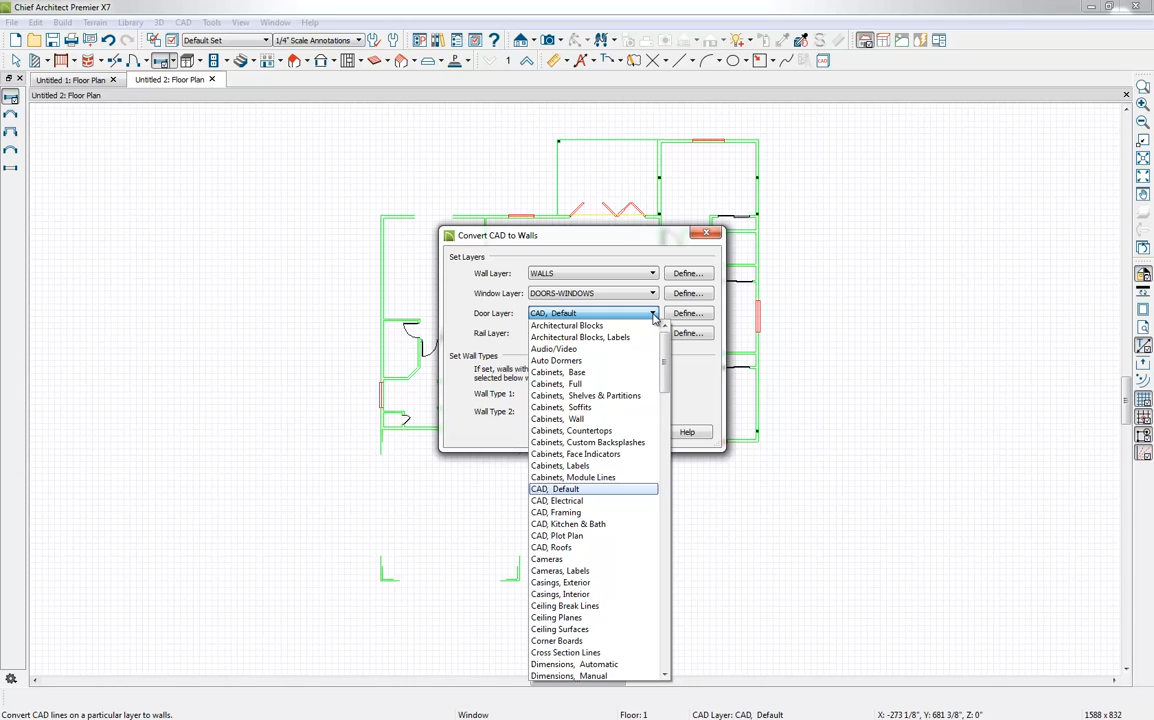 Chief Architect Premier X7
File Edit Build Terrain Library 3D CAD Tools View Window Help
Default Set 1/4" Scale Annotations
1
CAD
Untitled 1: Floor Plan Untitled 2: Floor Plan
Untitled 2: Floor Plan
Convert CAD to Walls
Set Layers
Wall Layer: WALLS Define...
Window Layer: DOORS-WINDOWS Define...
Door Layer: CAD, Default Define...
Rail Layer: Define...
Set Wall Types
If set, walls with
selected below w
Wall Type 1:
Wall Type 2:
Help
Architectural Blocks
Architectural Blocks, Labels
Audio/Video
Auto Dormers
Cabinets, Base
Cabinets, Full
Cabinets, Shelves & Partitions
Cabinets, Soffits
Cabinets, Wall
Cabinets, Countertops
Cabinets, Custom Backsplashes
Cabinets, Face Indicators
Cabinets, Labels
Cabinets, Module Lines
CAD, Default
CAD, Electrical
CAD, Framing
CAD, Kitchen & Bath
CAD, Plot Plan
CAD, Roofs
Cameras
Cameras, Labels
Casings, Exterior
Casings, Interior
Ceiling Break Lines
Ceiling Planes
Ceiling Surfaces
Corner Boards
Cross Section Lines
Dimensions, Automatic
Dimensions, Manual
Convert CAD lines on a particular layer to walls. Window Floor: 1 CAD Layer: CAD, Default X: -273 1/8", Y: 681 3/8", Z: 0" 1588 x 832